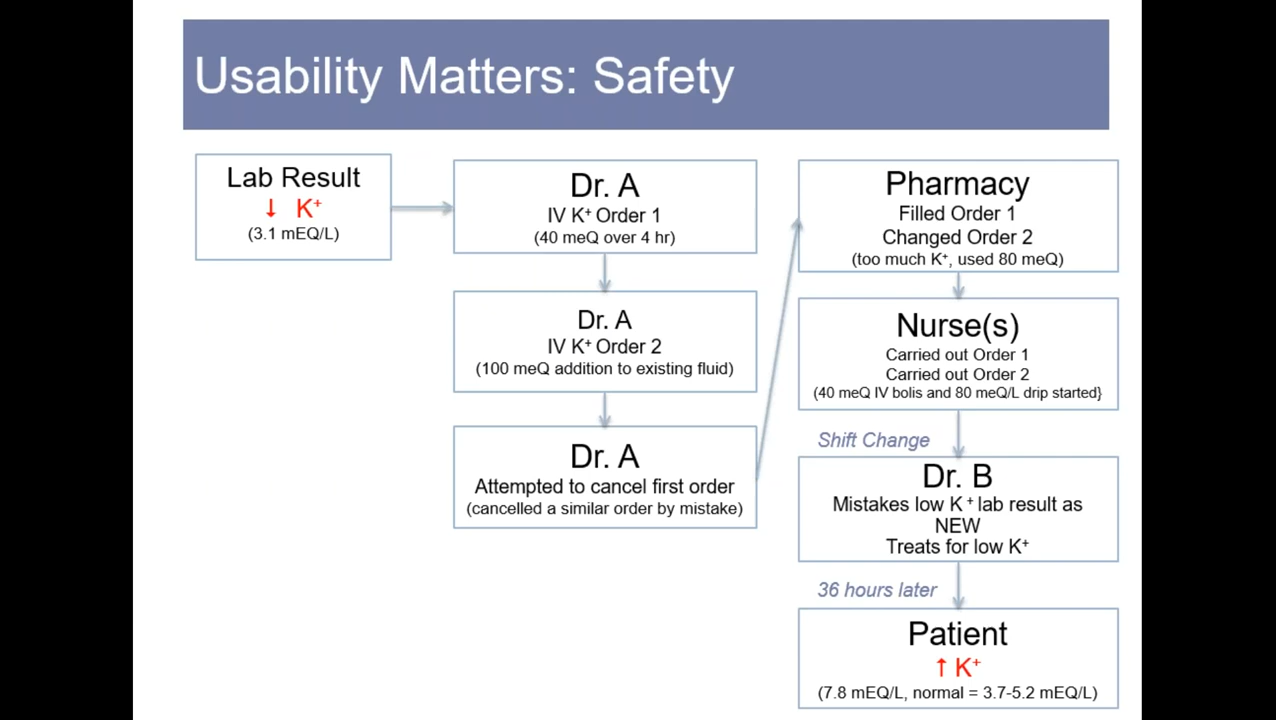 Usability Matters: Safety
Lab Result
↓ K⁺
(3.1 mEQ/L)
Dr. A
IV K⁺ Order 1
(40 meQ over 4 hr)
Dr. A
IV K⁺ Order 2
(100 meQ addition to existing fluid)
Dr. A
Attempted to cancel first order
(cancelled a similar order by mistake)
Pharmacy
Filled Order 1
Changed Order 2
(too much K⁺, used 80 meQ)
Nurse(s)
Carried out Order 1
Carried out Order 2
(40 meQ IV bolis and 80 meQ/L drip started}
Shift Change
Dr. B
Mistakes low K⁺ lab result as
NEW
Treats for low K⁺
36 hours later
Patient
↑ K⁺
(7.8 mEQ/L, normal = 3.7-5.2 mEQ/L)